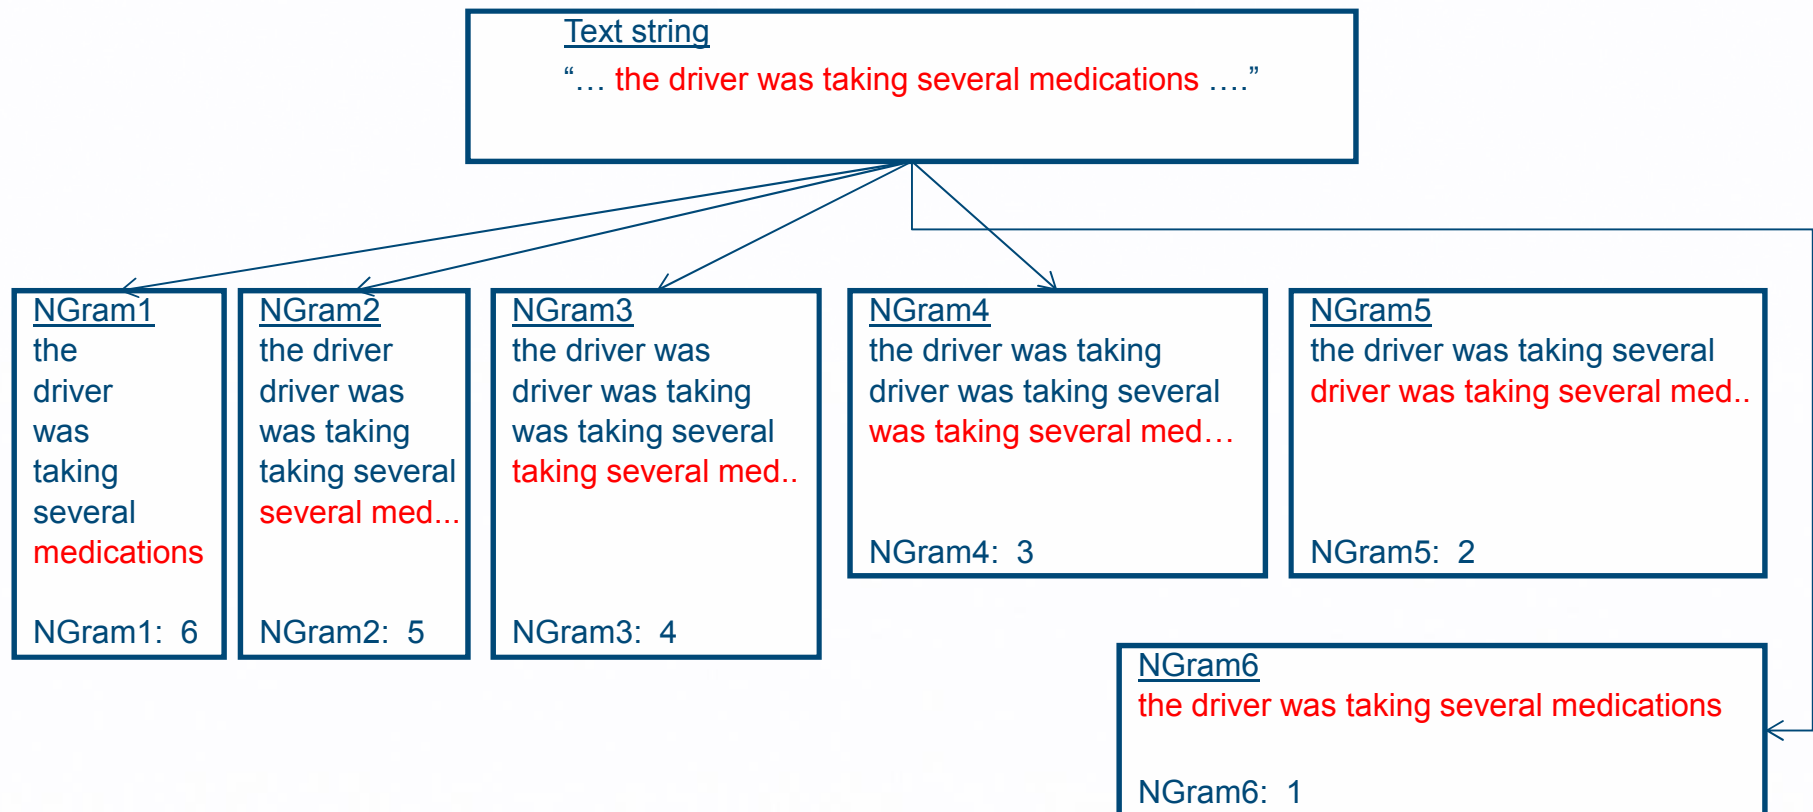 Text string
“… the driver was taking several medications ….”
NGram1
the
driver
was
taking
several
medications
NGram1: 6
NGram2
the driver
driver was
was taking
taking several
several med...
NGram2: 5
NGram3
the driver was
driver was taking
was taking several
taking several med..
NGram3: 4
NGram4
the driver was taking
driver was taking several
was taking several med…
NGram4: 3
NGram5
the driver was taking several
driver was taking several med..
NGram5: 2
NGram6
the driver was taking several medications
NGram6: 1